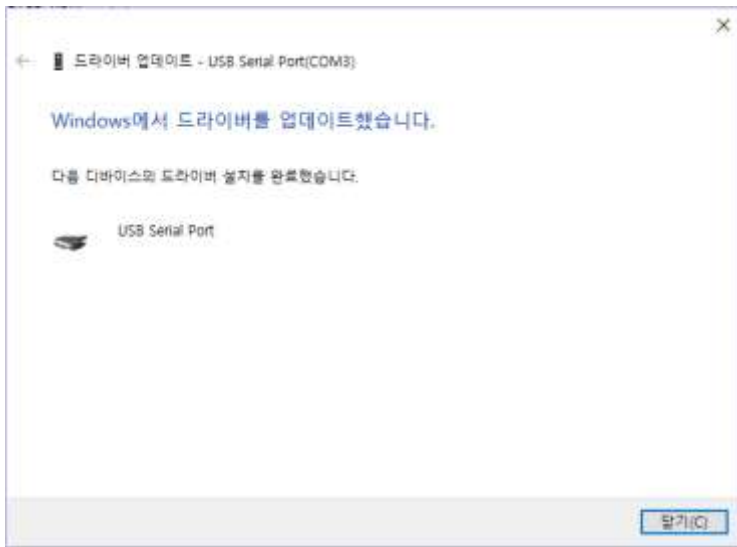 드라이버 업데이트 - USB Serial Port(COM3)
Windows에서 드라이버를 업데이트했습니다.
다음 디바이스의 드라이버 설치를 완료했습니다.
USB Serial Port
닫기(C)